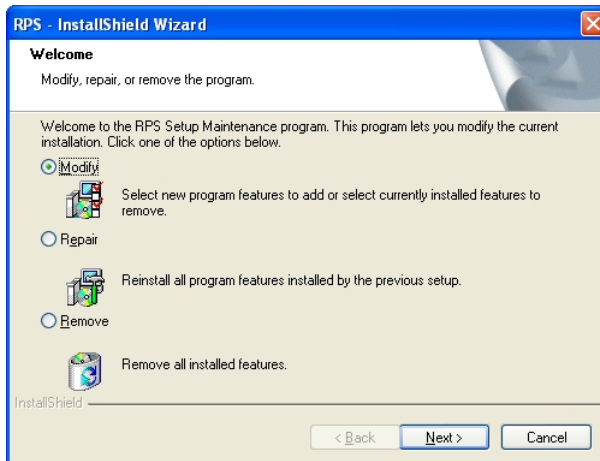 RPS - InstallShield Wizard
Welcome
Modify, repair, or remove the program.
Welcome to the RPS Setup Maintenance program. This program lets you modify the current
installation. Click one of the options below.
Modify
Select new program features to add or select currently installed features to
remove.
Repair
Reinstall all program features installed by the previous setup.
Remove
Remove all installed features.
InstallShield
< Back Next > Cancel